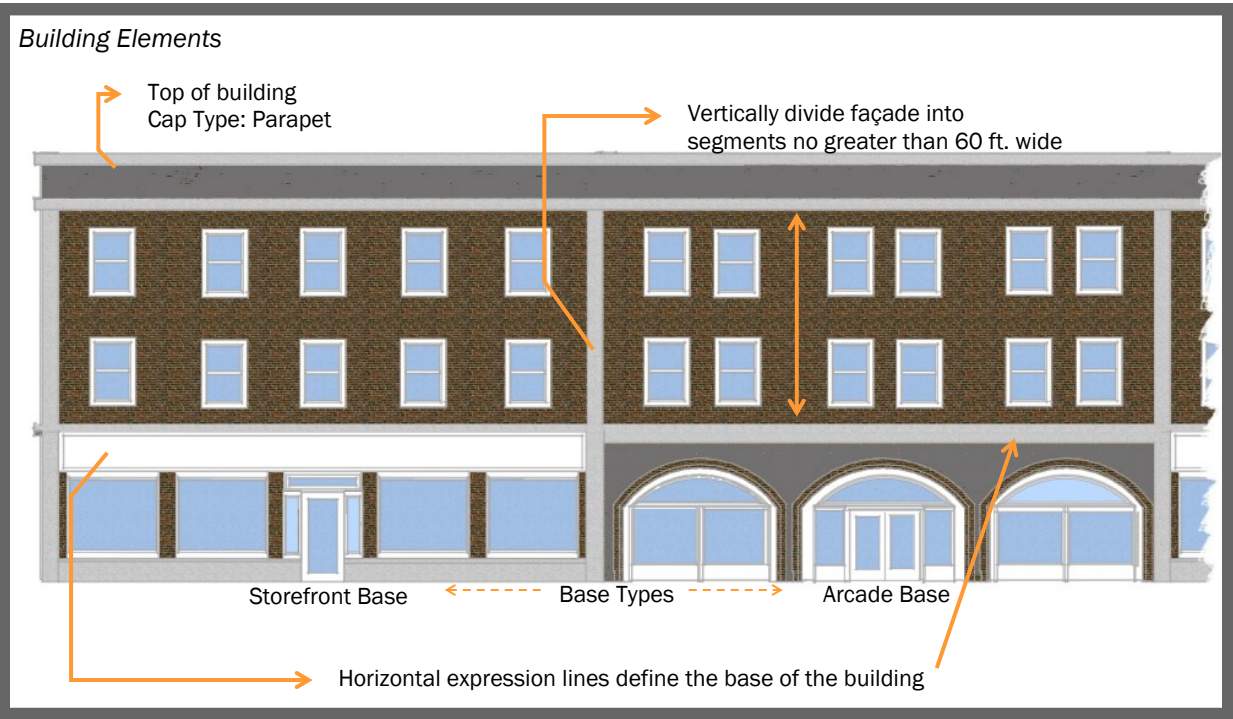 Building Elements
Top of building
Cap Type: Parapet
Vertically divide façade into
segments no greater than 60 ft. wide
Storefront Base
Base Types
Arcade Base
Horizontal expression lines define the base of the building